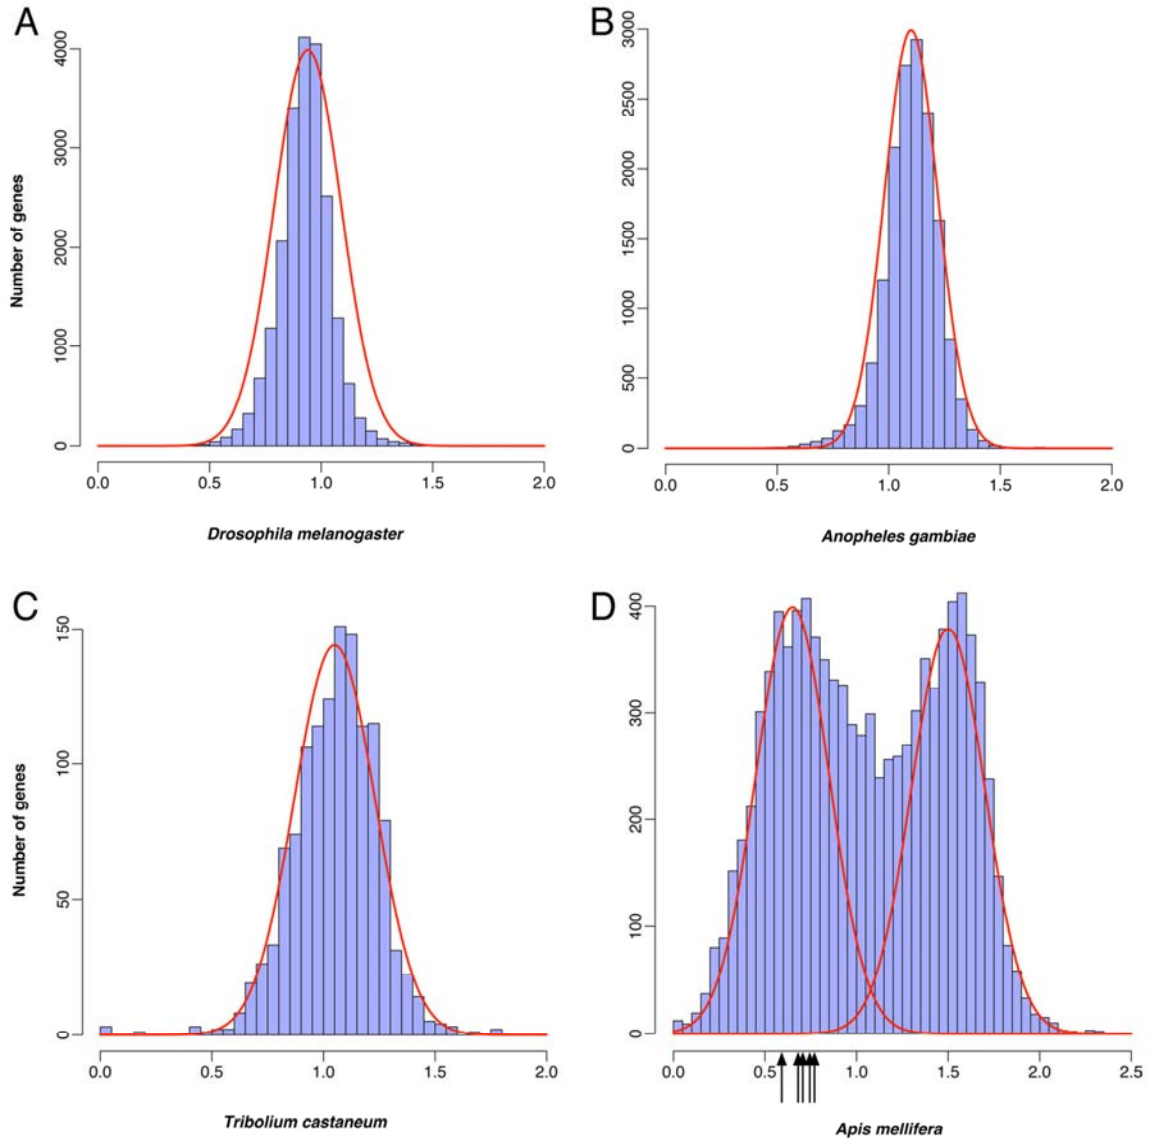 A
Number of genes
4000
3000
2000
1000
0
0.0 0.5 1.0 1.5 2.0
Drosophila melanogaster
B
3000
2500
2000
1500
1000
500
0
0.0 0.5 1.0 1.5 2.0
Anopheles gambiae
C
Number of genes
150
100
50
0
0.0 0.5 1.0 1.5 2.0
Tribolium castaneum
D
400
300
200
100
0
0.0 0.5 1.0 1.5 2.0 2.5
Apis mellifera